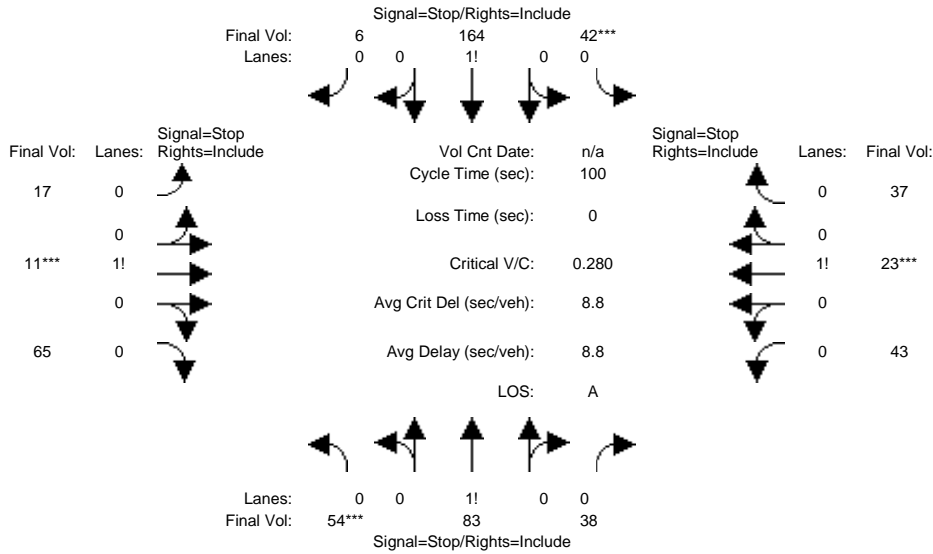 Signal=Stop/Rights=Include
Final Vol: 6 164 42***
Lanes: 0 0 1! 0 0
Signal=Stop
Final Vol: Lanes: Rights=Include
Vol Cnt Date: n/a
Signal=Stop
Rights=Include Lanes: Final Vol:
Cycle Time (sec): 100
17 0
0 37
Loss Time (sec): 0
0
0
11*** 1!
Critical V/C: 0.280
1! 23***
0
Avg Crit Del (sec/veh): 8.8
0
65 0
Avg Delay (sec/veh): 8.8
0 43
LOS: A
Lanes: 0 0 1! 0 0
Final Vol: 54*** 83 38
Signal=Stop/Rights=Include